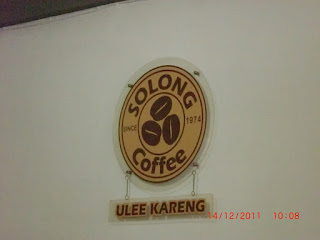 SOLONG
SINCE 1974
Coffee
ULEE KARENG
14/12/2011 10:08